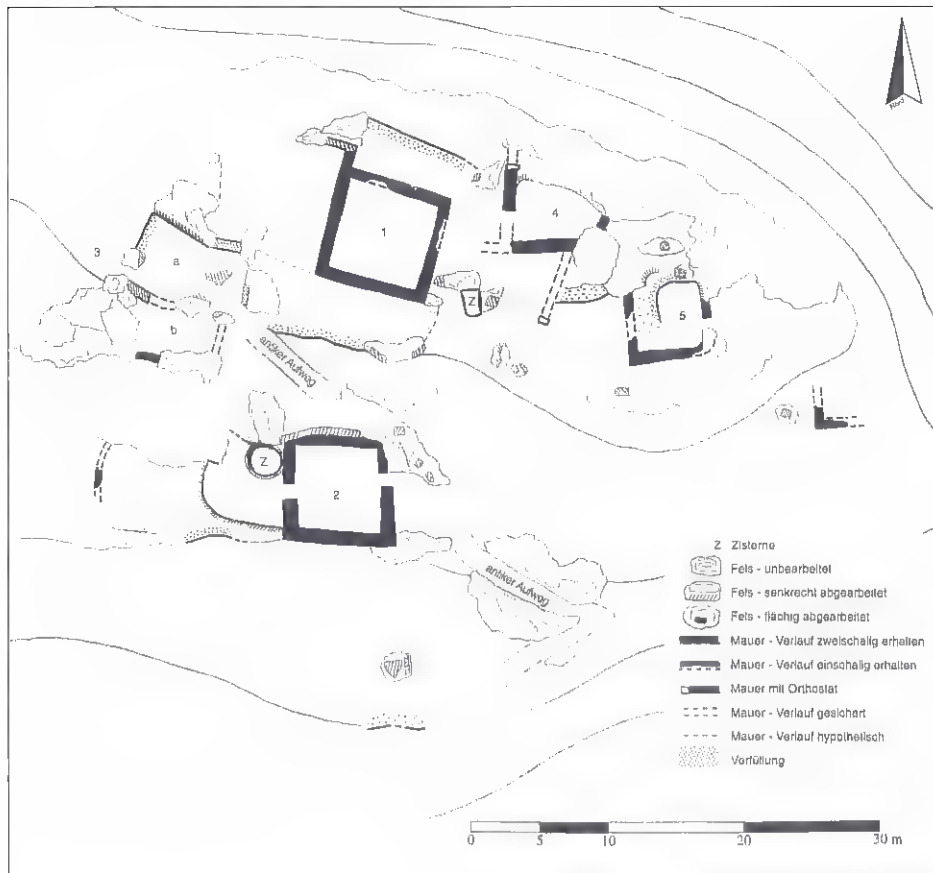 Nord
1
4
3
a
Z
5
b
antiker Aufweg
Z
2
antiker Aufweg
Z Zisterne
Fels - unbearbeitet
Fels - senkrecht abgearbeitet
Fels - flächig abgearbeitet
Mauer - Verlauf zweischalig erhalten
Mauer - Verlauf einschalig erhalten
Mauer mit Orthostat
Mauer - Verlauf gesichert
Mauer - Verlauf hypothetisch
Verfüllung
0 5 10 20 30 m